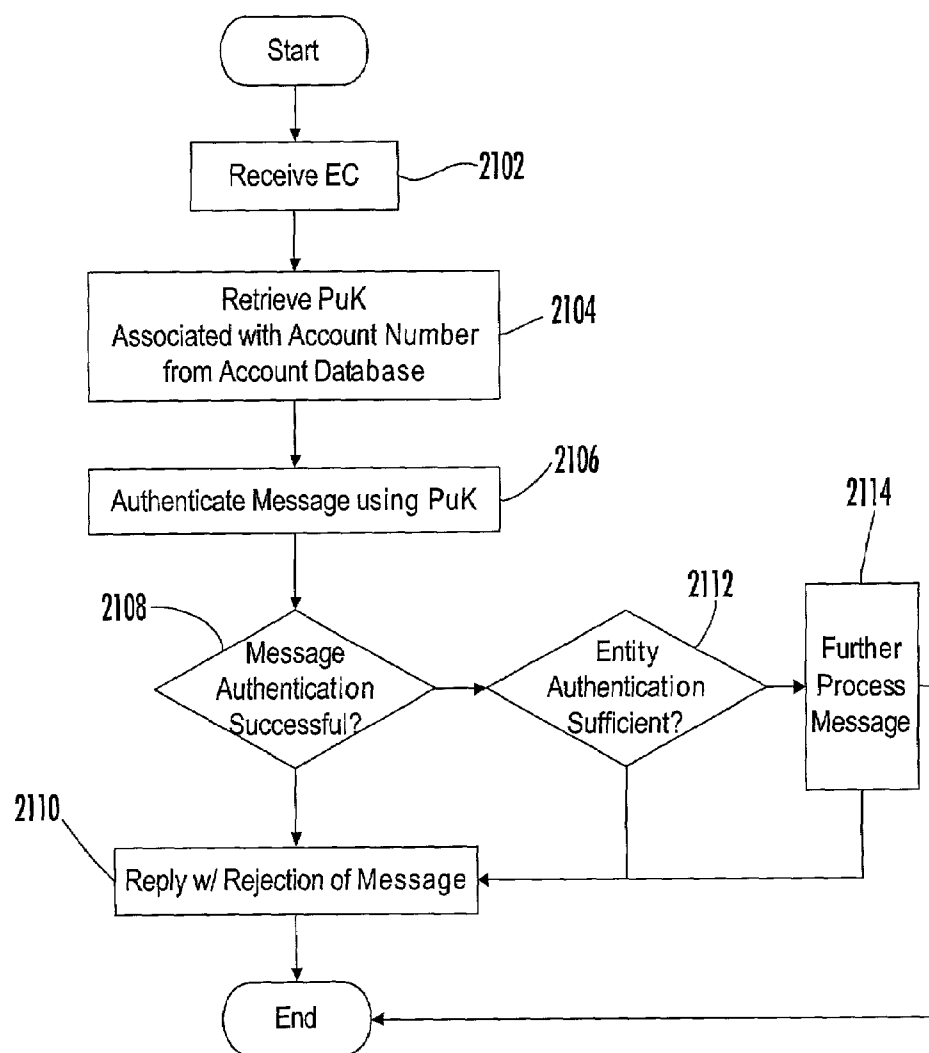 Start
Receive EC
2102
Retrieve PuK
Associated with Account Number
from Account Database
2104
Authenticate Message using PuK
2106
2108
Message
Authentication
Successful?
2112
Entity
Authentication
Sufficient?
2114
Further
Process
Message
2110
Reply w/ Rejection of Message
End